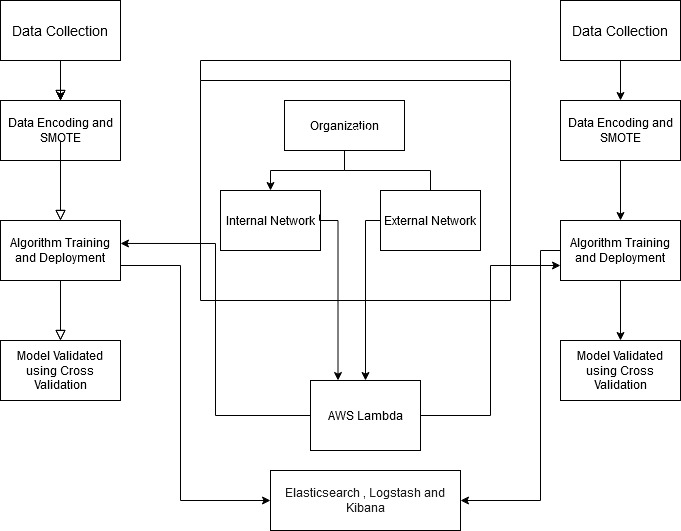 Data Collection
Data Encoding and
SMOTE
Algorithm Training
and Deployment
Model Validated
using Cross
Validation
Organization
Internal Network
External Network
AWS Lambda
Elasticsearch , Logstash and
Kibana
Data Collection
Data Encoding and
SMOTE
Algorithm Training
and Deployment
Model Validated
using Cross
Validation